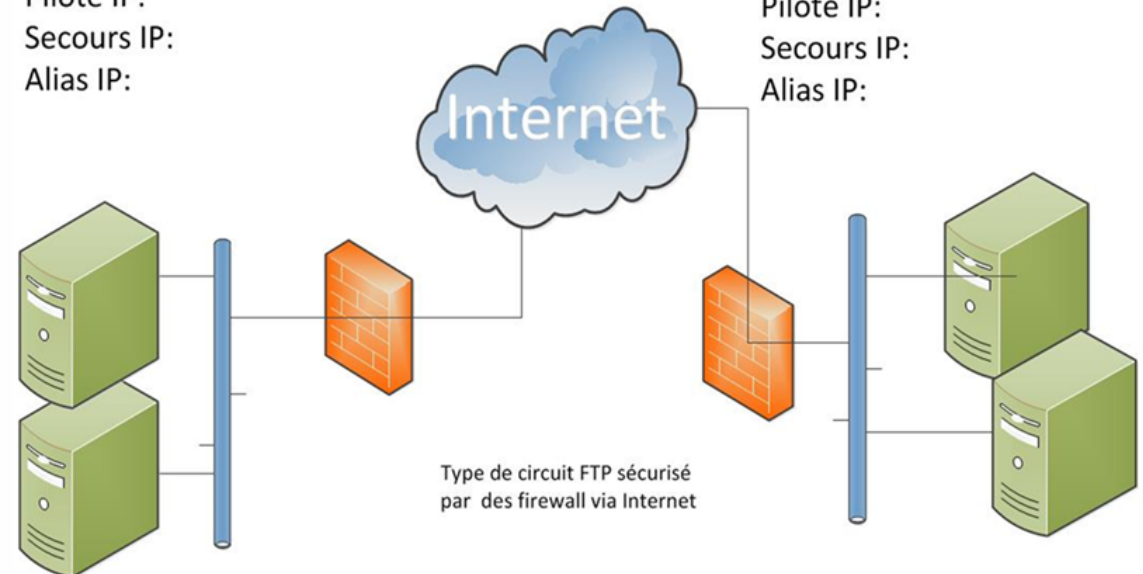 Pilote IP:
Secours IP:
Alias IP:
Internet
Pilote IP:
Secours IP:
Alias IP:
Type de circuit FTP sécurisé
par des firewall via Internet